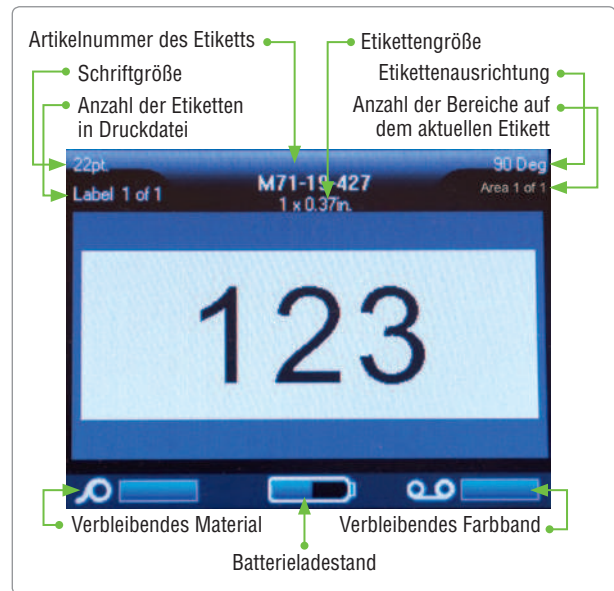 Artikelnummer des Etiketts
Etikettengröße
Schriftgröße
Etikettenausrichtung
Anzahl der Etiketten
in Druckdatei
Anzahl der Bereiche auf
dem aktuellen Etikett
22pt.
90 Deg
M71-19-427
Label 1 of 1
Area 1 of 1
1 x 0.37in.
123
Verbleibendes Material
Verbleibendes Farbband
Batterieladestand